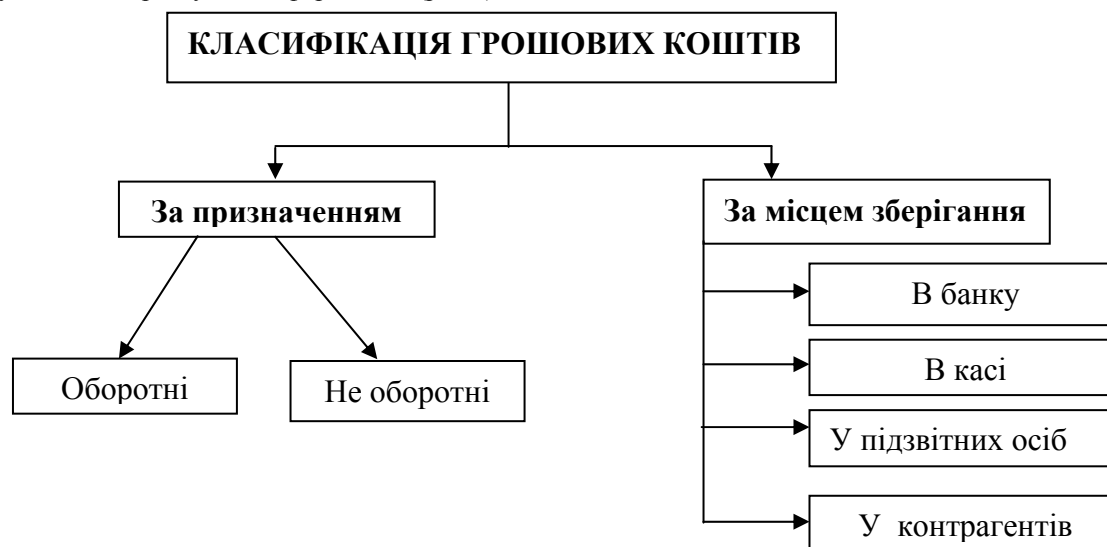 КЛАСИФІКАЦІЯ ГРОШОВИХ КОШТІВ
За призначенням
За місцем зберігання
Оборотні
Не оборотні
В банку
В касі
У підзвітних осіб
У контрагентів